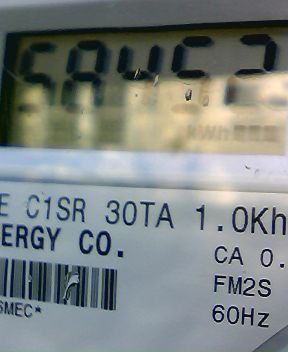 58452
kWh
E C1SR 30TA 1.0Kh
ERGY CO.
CA 0.
FM2S
SMEC*
60Hz